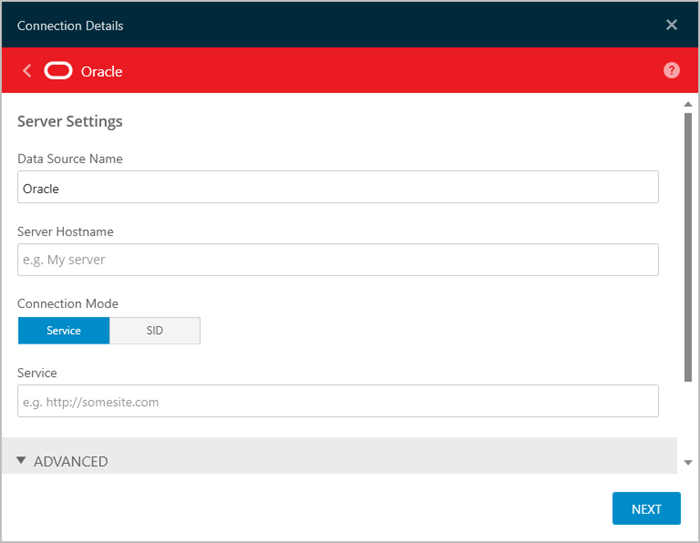 Connection Details
Oracle
?
Server Settings
Data Source Name
Oracle
Server Hostname
e.g. My server
Connection Mode
Service SID
Service
e.g. http://somesite.com
ADVANCED
NEXT